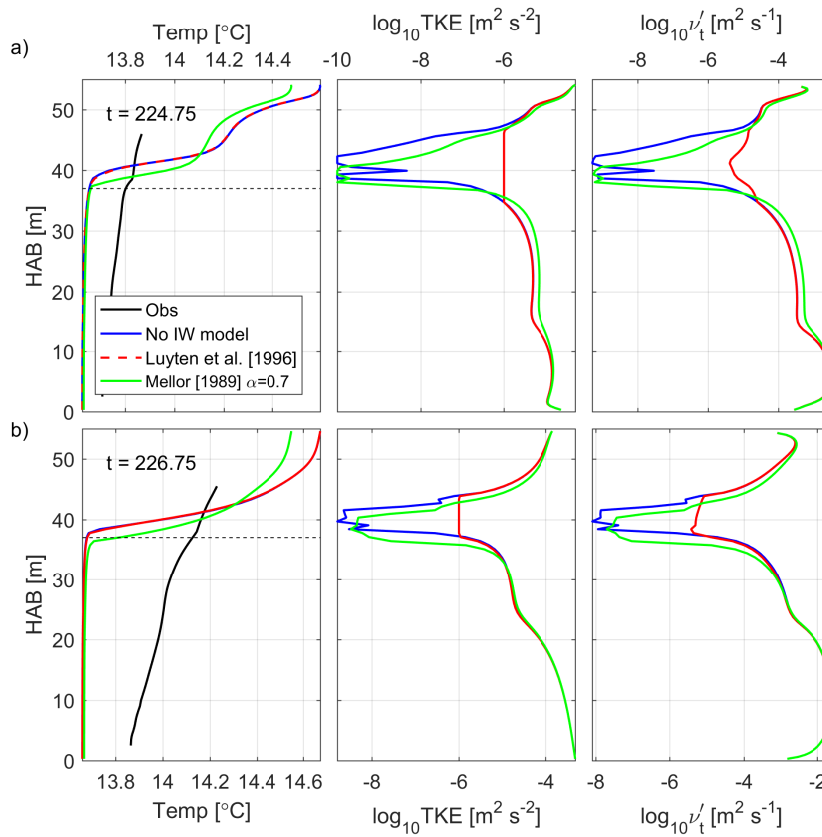 Temp [°C]
log10TKE [m² s⁻²]
log10ν′t [m² s⁻¹]
a)
13.8 14 14.2 14.4
-10 -8 -6 -4
-8 -6 -4
50
40
30
20
10
0
HAB [m]
t = 224.75
Obs
No IW model
Luyten et al. [1996]
Mellor [1989] α=0.7
b)
50
40
30
20
10
0
HAB [m]
t = 226.75
13.8 14 14.2 14.4 14.6
-8 -6 -4
-8 -6 -4 -2
Temp [°C]
log10TKE [m² s⁻²]
log10ν′t [m² s⁻¹]